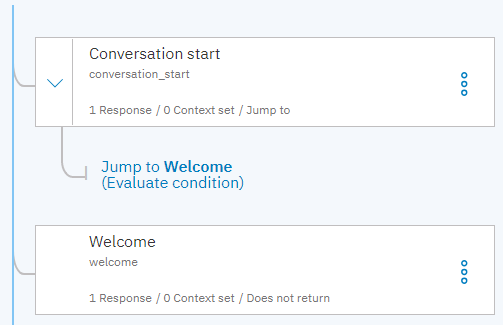 Conversation start
conversation_start
1 Response / 0 Context set / Jump to
Jump to Welcome
(Evaluate condition)
Welcome
welcome
1 Response / 0 Context set / Does not return